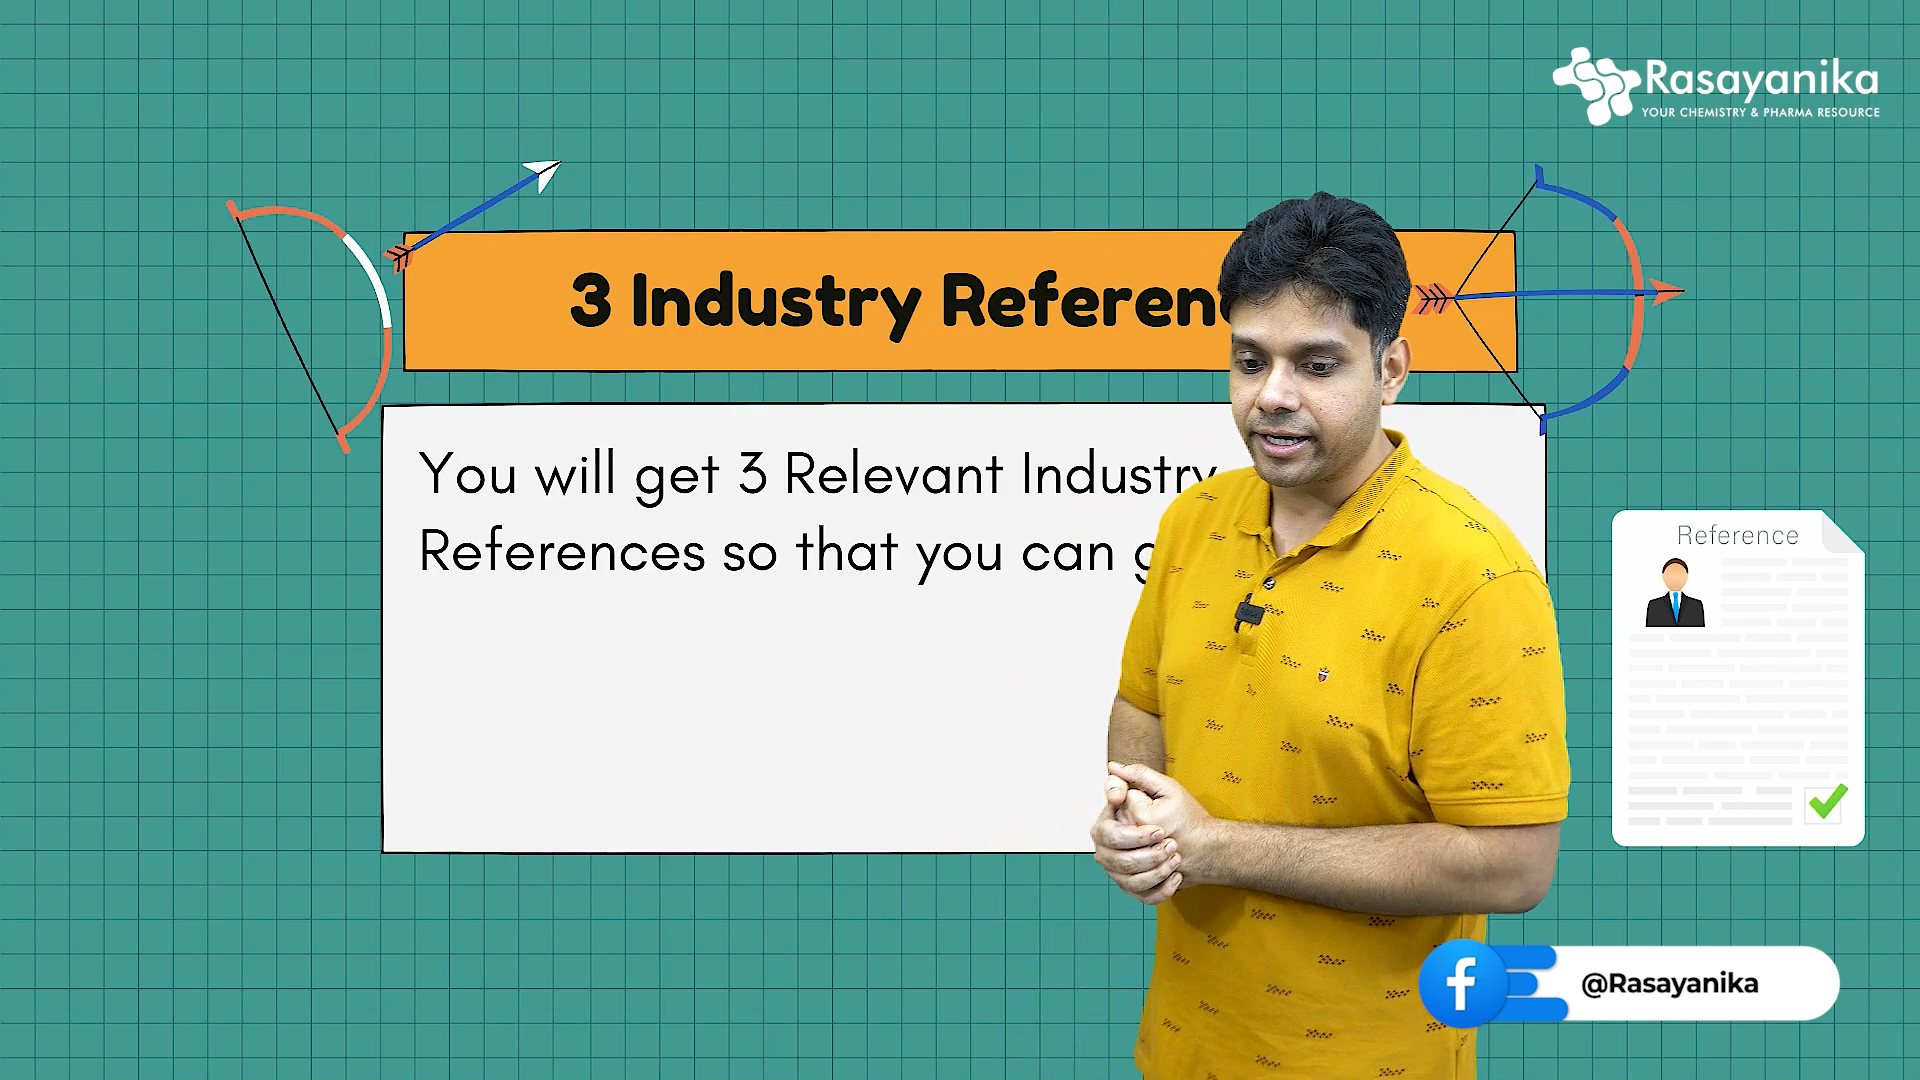 Rasayanika
YOUR CHEMISTRY & PHARMA RESOURCE
3 Industry
You will get 3 Relevant Industry
References so that you can
Reference
@Rasayanika